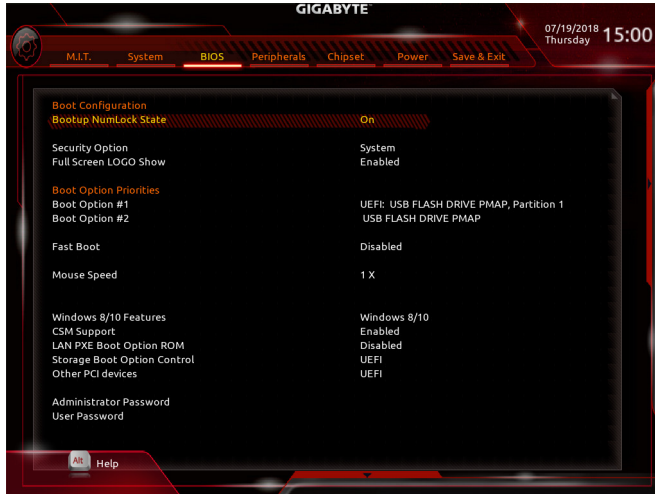 GIGABYTE™
07/19/2018 15:00
Thursday
M.I.T. System BIOS Peripherals Chipset Power Save & Exit
Boot Configuration
Bootup NumLock State On
Security Option System
Full Screen LOGO Show Enabled
Boot Option Priorities
Boot Option #1 UEFI: USB FLASH DRIVE PMAP, Partition 1
Boot Option #2 USB FLASH DRIVE PMAP
Fast Boot Disabled
Mouse Speed 1 X
Windows 8/10 Features Windows 8/10
CSM Support Enabled
LAN PXE Boot Option ROM Disabled
Storage Boot Option Control UEFI
Other PCI devices UEFI
Administrator Password
User Password
Alt Help